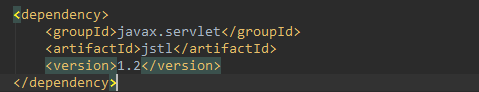 <dependency>
<groupId>javax.servlet</groupId>
<artifactId>jstl</artifactId>
<version>1.2</version>
</dependency>